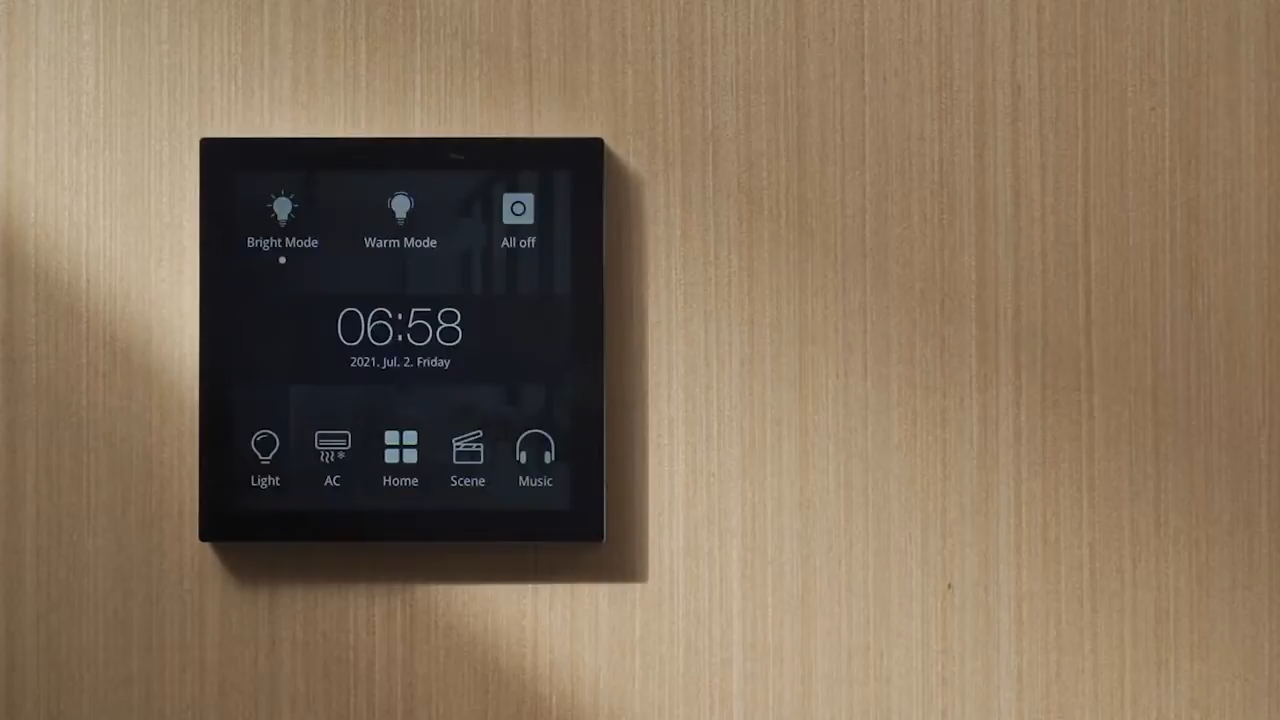 Bright Mode
Warm Mode
All off
06:58
2021. Jul. 2. Friday
Light
AC
Home
Scene
Music